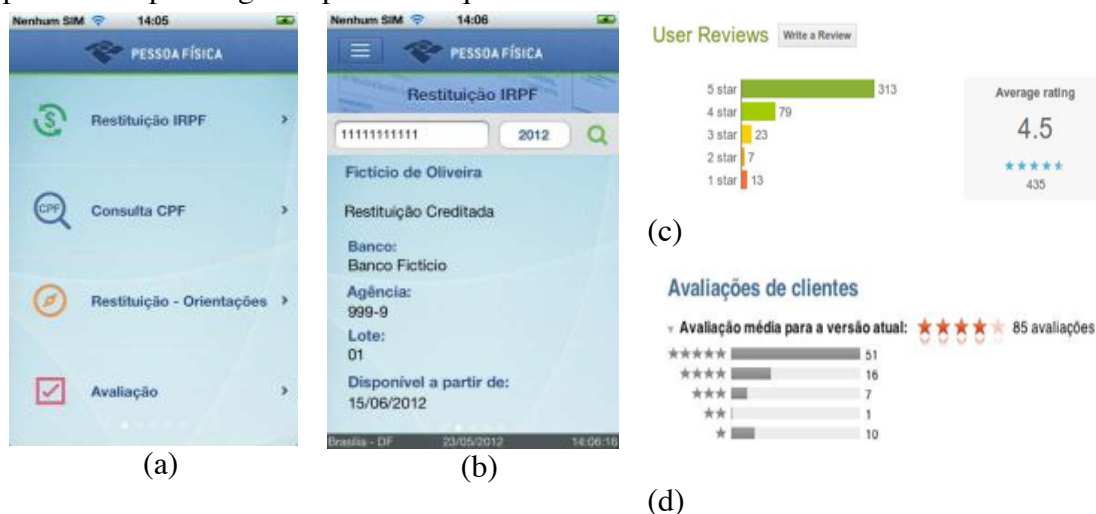 Nenhum SIM 14:05
PESSOA FÍSICA
Restituição IRPF >
CPF Consulta CPF >
Restituição - Orientações >
Avaliação >
(a)
Nenhum SIM 14:06
PESSOA FÍSICA
Restituição IRPF
11111111111 2012
Fictício de Oliveira
Restituição Creditada
Banco:
Banco Fictício
Agência:
999-9
Lote:
01
Disponível a partir de:
15/06/2012
Brasília - DF 23/05/2012 14:06:16
(b)
User Reviews Write a Review
5 star 313
4 star 79
3 star 23
2 star 7
1 star 13
Average rating
4.5
435
(c)
Avaliações de clientes
Avaliação média para a versão atual: 85 avaliações
51
16
7
1
10
(d)